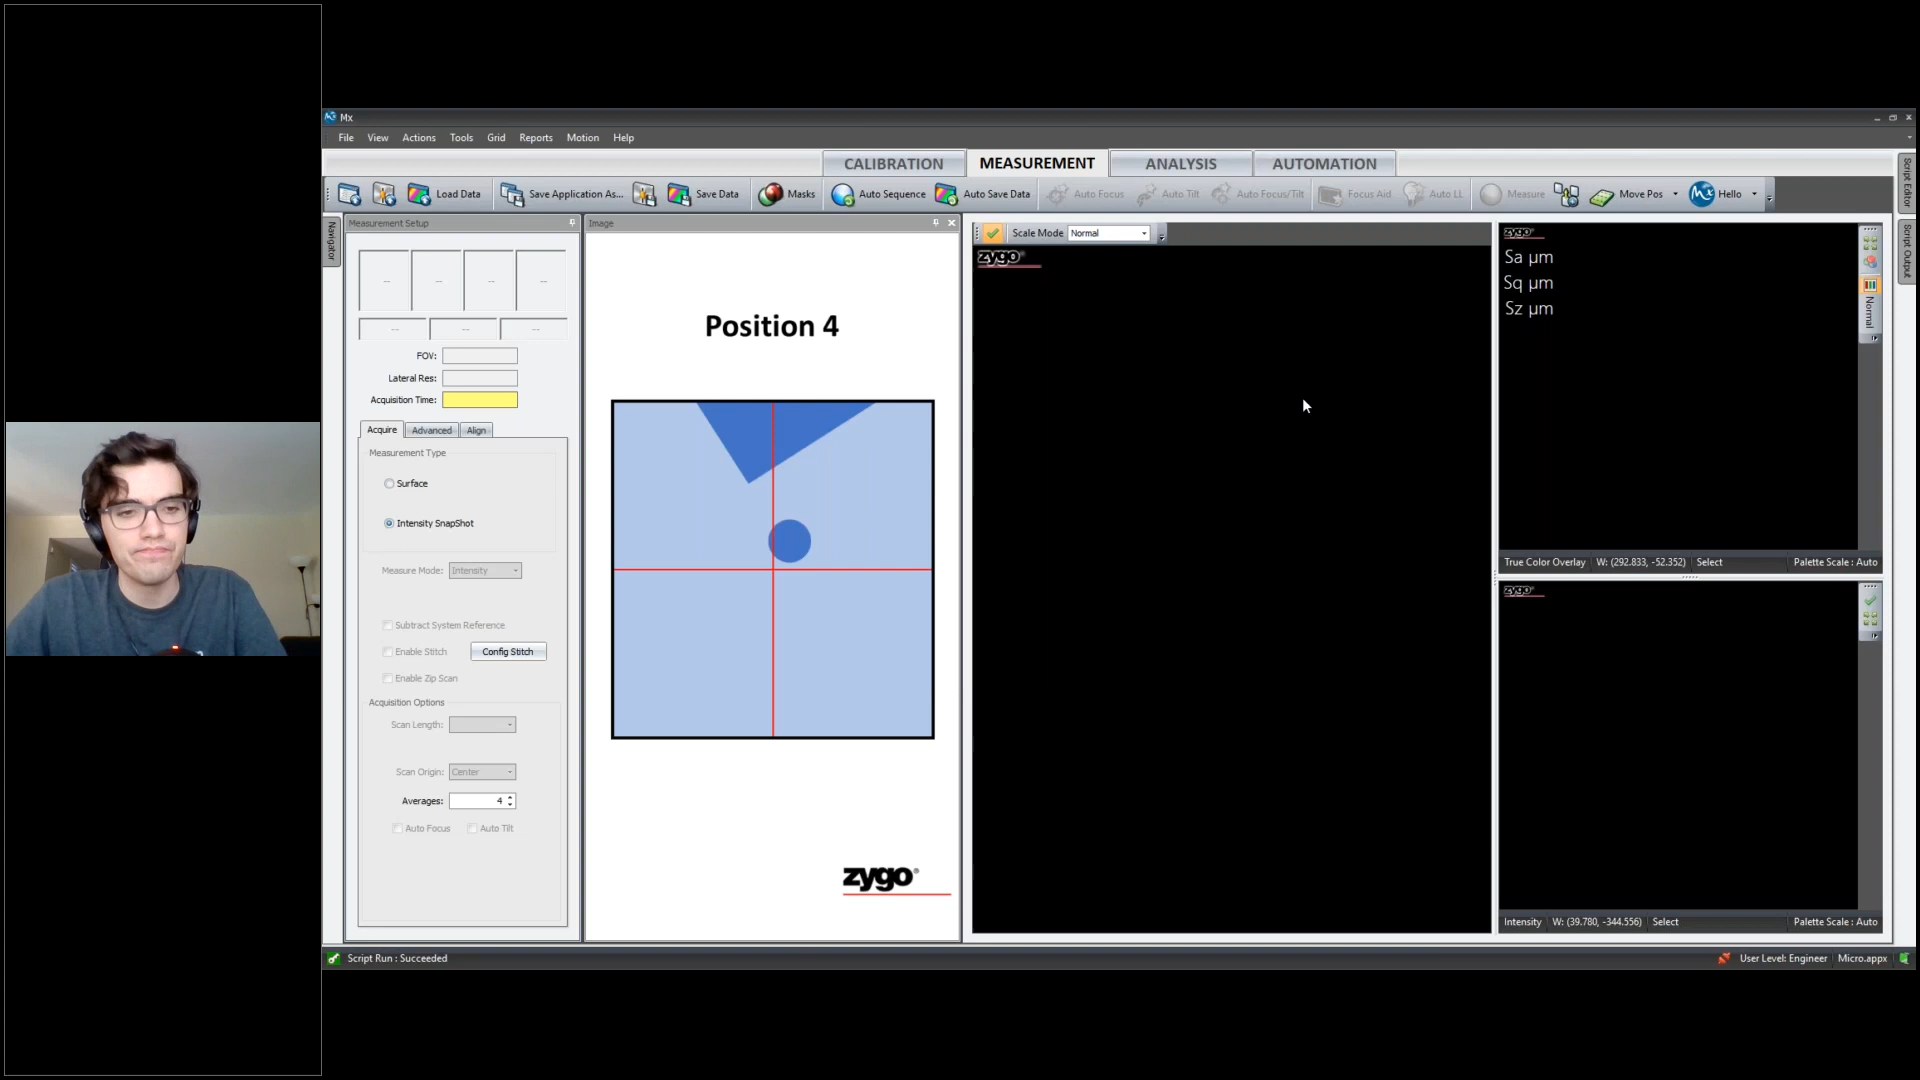 Mx
File View Actions Tools Grid Reports Motion Help
CALIBRATION MEASUREMENT ANALYSIS AUTOMATION
Load Data Save Application As... Save Data Masks Auto Sequence Auto Save Data Auto Focus Auto Tilt Auto Focus/Tilt Focus Aid Auto LL Measure Move Pos Hello
Script Editor
Script Output
Navigator
Measurement Setup
-- -- -- --
-- -- --
FOV:
Lateral Res:
Acquisition Time:
Acquire Advanced Align
Measurement Type
Surface
Intensity SnapShot
Measure Mode: Intensity
Subtract System Reference
Enable Stitch Config Stitch
Enable Zip Scan
Acquisition Options
Scan Length:
Scan Origin: Center
Averages: 4
Auto Focus Auto Tilt
Image
Position 4
zygo®
Scale Mode Normal
zygo®
zygo®
Sa µm
Sq µm
Sz µm
Normal
True Color Overlay W: (292.833, -52.352) Select Palette Scale : Auto
zygo®
Intensity W: (39.780, -344.556) Select Palette Scale : Auto
Script Run : Succeeded
User Level: Engineer Micro.appx